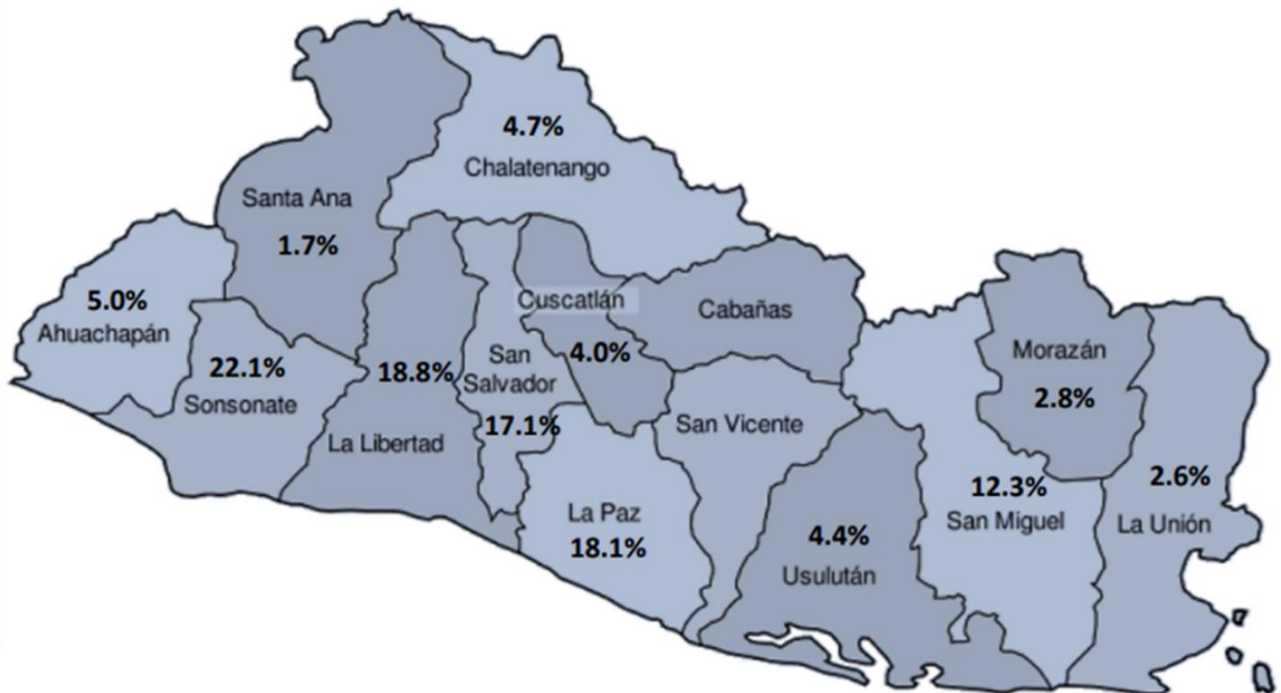 4.7%
Chalatenango
Santa Ana
1.7%
5.0%
Ahuachapán
Cuscatlán
Cabañas
22.1%
Sonsonate
18.8%
La Libertad
San
Salvador
17.1%
4.0%
San Vicente
Morazán
2.8%
La Paz
18.1%
4.4%
Usulután
12.3%
San Miguel
2.6%
La Unión